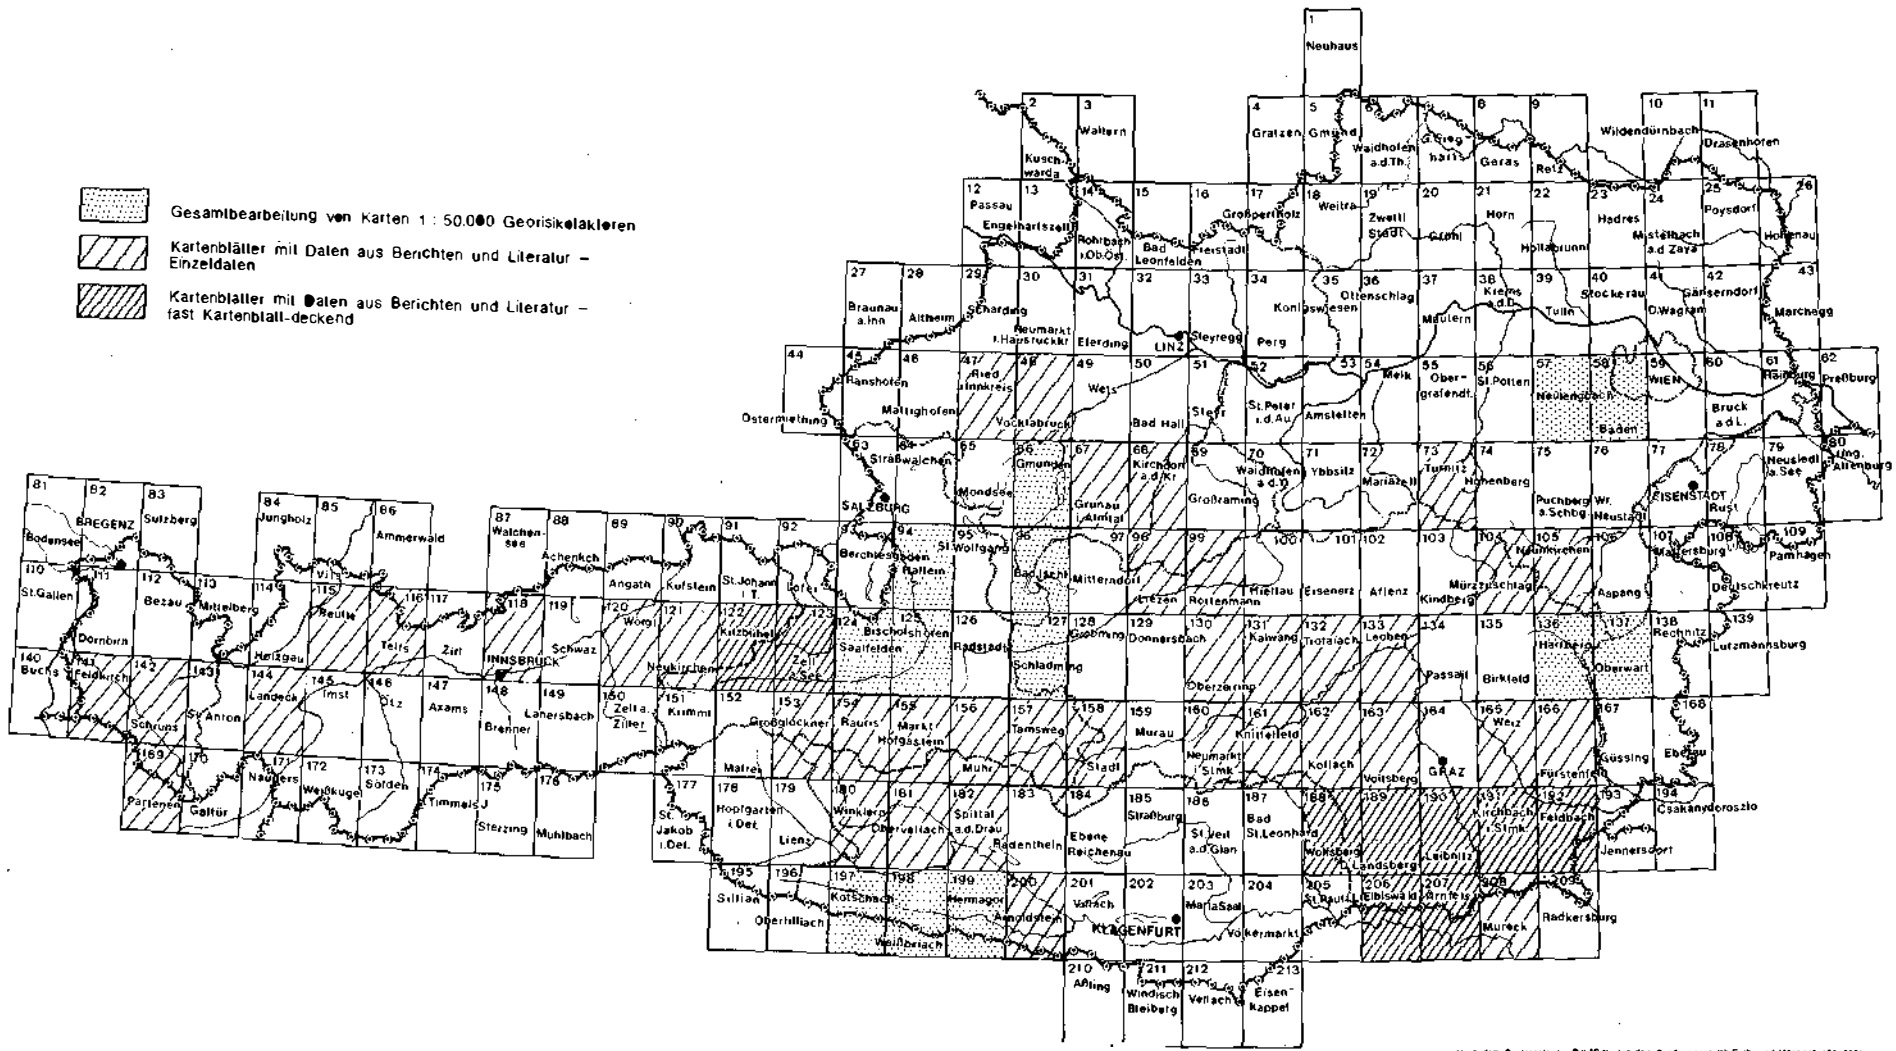 Gesamtbearbeitung von Karten 1 : 50.000 Georisikofaktoren
Kartenblätter mit Daten aus Berichten und Literatur –
Einzeldaten
Kartenblätter mit Daten aus Berichten und Literatur –
fast Kartenblatt-deckend
1
Neuhaus
2 3 4 5 6 8 9 10 11
Kusch-
warda
Wallern
Gratzen
Gmünd
Waidhofen
a.d.Th.
Geras
Retz
Wildendürnbach
Drasenhofen
12 13 14 15 16 17 18 19 20 21 22 23 24 25 26
Passau
Engelhartszell
Rohrbach
i.Ob.Öst.
Bad
Leonfelden
Freistadt
Großpertholz
Weitra
Zwettl
Stadt
Gföhl
Horn
Hollabrunn
Hadres
Mistelbach
a.d Zaya
Poysdorf
Hohenau
27 28 29 30 31 32 33 34 35 36 37 38 39 40 41 42 43
Braunau
a.Inn
Altheim
Schärding
Neumarkt
i.Hausruckkr
Eferding
LINZ
Steyregg
Perg
Königswiesen
Ottenschlag
Mautern
Krems
a.d.D.
Tulln
Stockerau
D.Wagram
Gänserndorf
Marchegg
44 45 46 47 48 49 50 51 52 53 54 55 56 57 58 59 60 61 62
Ostermiething
Ranshofen
Mattighofen
Ried
i.Innkreis
Vöcklabruck
Wels
Bad Hall
Steyr
St.Peter
i.d.Au
Amstetten
Melk
Ober-
grafendf.
St.Pölten
Neulengbach
Baden
WIEN
Bruck
a d L.
Hainburg
Preßburg
63 64 65 66 67 68 69 70 71 72 73 74 75 76 77 78 79 80
SALZBURG
Straßwalchen
Mondsee
Gmunden
Grünau
i.Almtal
Kirchdorf
a.d.Kr.
Großraming
Waidhofen
a.d.Y.
Ybbsitz
Mariazell
Türnitz
Hohenberg
Puchberg
a.Schbg.
Wr.
Neustadt
EISENSTADT
Rust
Neusiedl
a.See
Ung.
Altenburg
81 82 83 84 85 86 87 88 89 90 91 92 93 94 95 96 97 98 99 100 101 102 103 104 105 106 107 108 109
Bodensee
BREGENZ
Sulzberg
Jungholz
Vils
Ammerwald
Walchen-
see
Achenkch
Angath
Kufstein
St.Johann
i T.
Lofer
Berchtesgaden
Hallein
St.Wolfgang
Bad Ischl
Mitterndorf
Liezen
Rottenmann
Hieflau
Eisenerz
Aflenz
Kindberg
Mürzzuschlag
Neunkirchen
Aspang
Mattersburg
Deutschkreutz
Pamhagen
110 111 112 113 114 115 116 117 118 119 120 121 122 123 124 125 126 127 128 129 130 131 132 133 134 135 136 137 138 139
St.Gallen
Dornbirn
Bezau
Mittelberg
Holzgau
Reutte
Telfs
Zirl
INNSBRUCK
Schwaz
Wörgl
Neukirchen
Kitzbühel
Zell
a.See
Saalfelden
Bischofshofen
Radstadt
Schladming
Gröbming
Donnersbach
Oberzeiring
Kalwang
Trofaiach
Leoben
Passail
Birkfeld
Hartberg
Oberwart
Rechnitz
Lutzmannsburg
140 141 142 143 144 145 146 147 148 149 150 151 152 153 154 155 156 157 158 159 160 161 162 163 164 165 166 167 168
Buchs
Feldkirch
Schruns
St.Anton
Landeck
Imst
Ötz
Axams
Brenner
Lanersbach
Zell a.
Ziller
Krimml
Matrei
Großglockner
Rauris
Markt
Hofgastein
Muhr
Tamsweg
Stadl
Murau
Neumarkt
i Stmk.
Knittelfeld
Köflach
Voitsberg
GRAZ
Weiz
Fürstenfeld
Güssing
Eberau
169 170 171 172 173 174 175 176 177 178 179 180 181 182 183 184 185 186 187 188 189 190 191 192 193 194
Partenen
Galtür
Nauders
Weißkugel
Sölden
Timmels J
Sterzing
Mühlbach
St.
Jakob
i.Def.
Hopfgarten
i.Def.
Lienz
Winklern
Obervellach
Spittal
a.d.Drau
Radenthein
Ebene
Reichenau
Straßburg
St.Veit
a.d Glan
Bad
St.Leonhard
Wolfsberg
D.Landsberg
Leibnitz
Kirchbach
i.Stmk.
Feldbach
Jennersdorf
Csakánydoroszlo
195 196 197 198 199 200 201 202 203 204 205 206 207 208 209
Sillian
Obertilliach
Kötschach
Weißbriach
Hermagor
Arnoldstein
Villach
KLAGENFURT
Maria Saal
Völkermarkt
St.Paul
Eibiswald
Arnfels
Mureck
Radkersburg
210 211 212 213
Aßling
Windisch
Bleiberg
Vellach
Eisen-
kappel